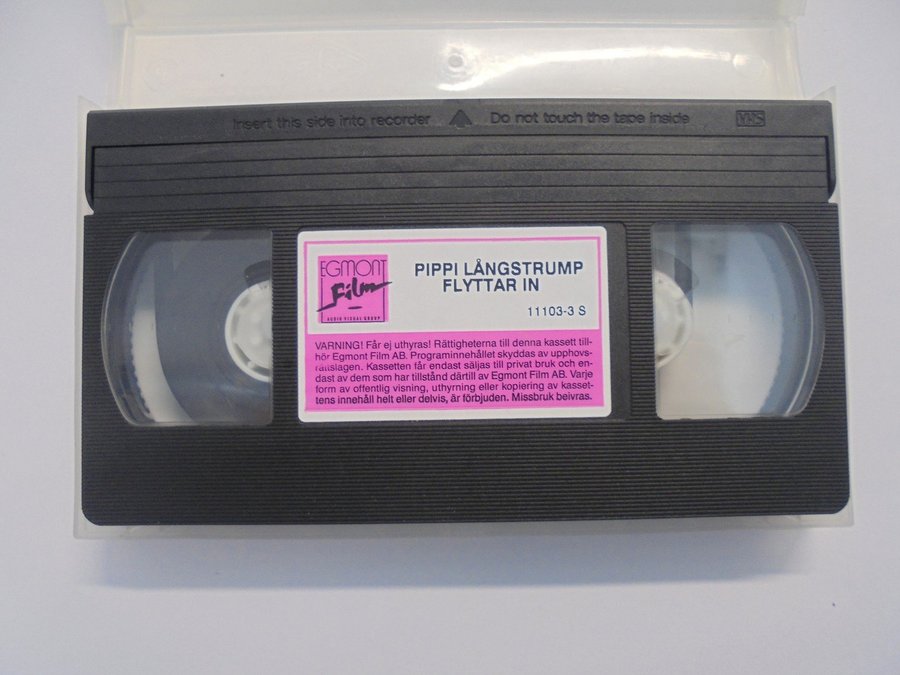 Insert this side into recorder Do not touch the tape inside VHS
EGMONT
Film
AUDIO VISUAL GROUP
PIPPI LÅNGSTRUMP
FLYTTAR IN
11103-3 S
VARNING! Får ej uthyras! Rättigheterna till denna kassett till-
hör Egmont Film AB. Programinnehållet skyddas av upphovs-
rättslagen. Kassetten får endast säljas till privat bruk och en-
dast av dem som har tillstånd därtill av Egmont Film AB. Varje
form av offentlig visning, uthyrning eller kopiering av kasset-
tens innehåll helt eller delvis, är förbjuden. Missbruk beivras.